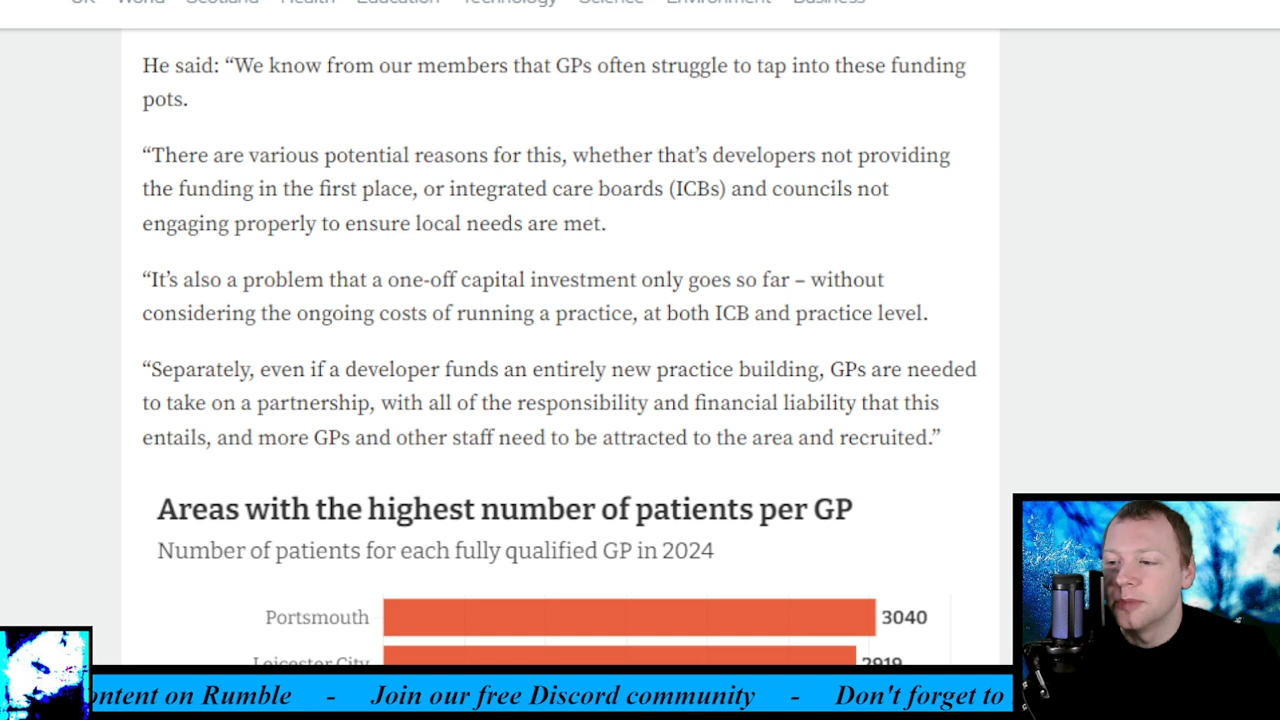 UK World Scotland Health Education Technology Science Environment Business
He said: “We know from our members that GPs often struggle to tap into these funding
pots.
“There are various potential reasons for this, whether that’s developers not providing
the funding in the first place, or integrated care boards (ICBs) and councils not
engaging properly to ensure local needs are met.
“It’s also a problem that a one-off capital investment only goes so far – without
considering the ongoing costs of running a practice, at both ICB and practice level.
“Separately, even if a developer funds an entirely new practice building, GPs are needed
to take on a partnership, with all of the responsibility and financial liability that this
entails, and more GPs and other staff need to be attracted to the area and recruited.”
Areas with the highest number of patients per GP
Number of patients for each fully qualified GP in 2024
Portsmouth 3040
Leicester City 2919
ontent on Rumble - Join our free Discord community - Don't forget to